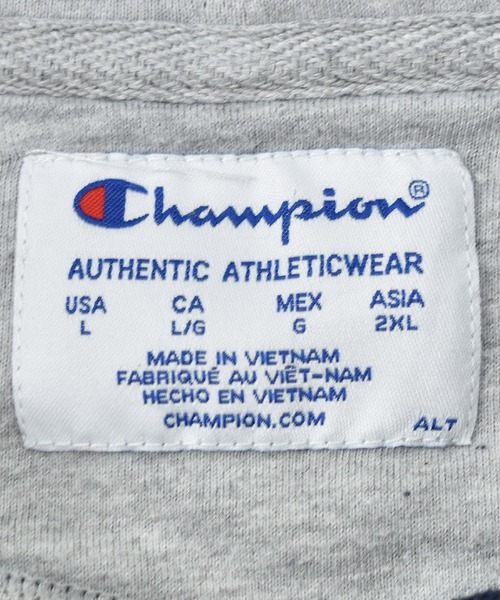 Champion®
AUTHENTIC ATHLETICWEAR
USA CA MEX ASIA
L L/G G 2XL
MADE IN VIETNAM
FABRIQUÉ AU VIÊT-NAM
HECHO EN VIETNAM
CHAMPION.COM
ALT